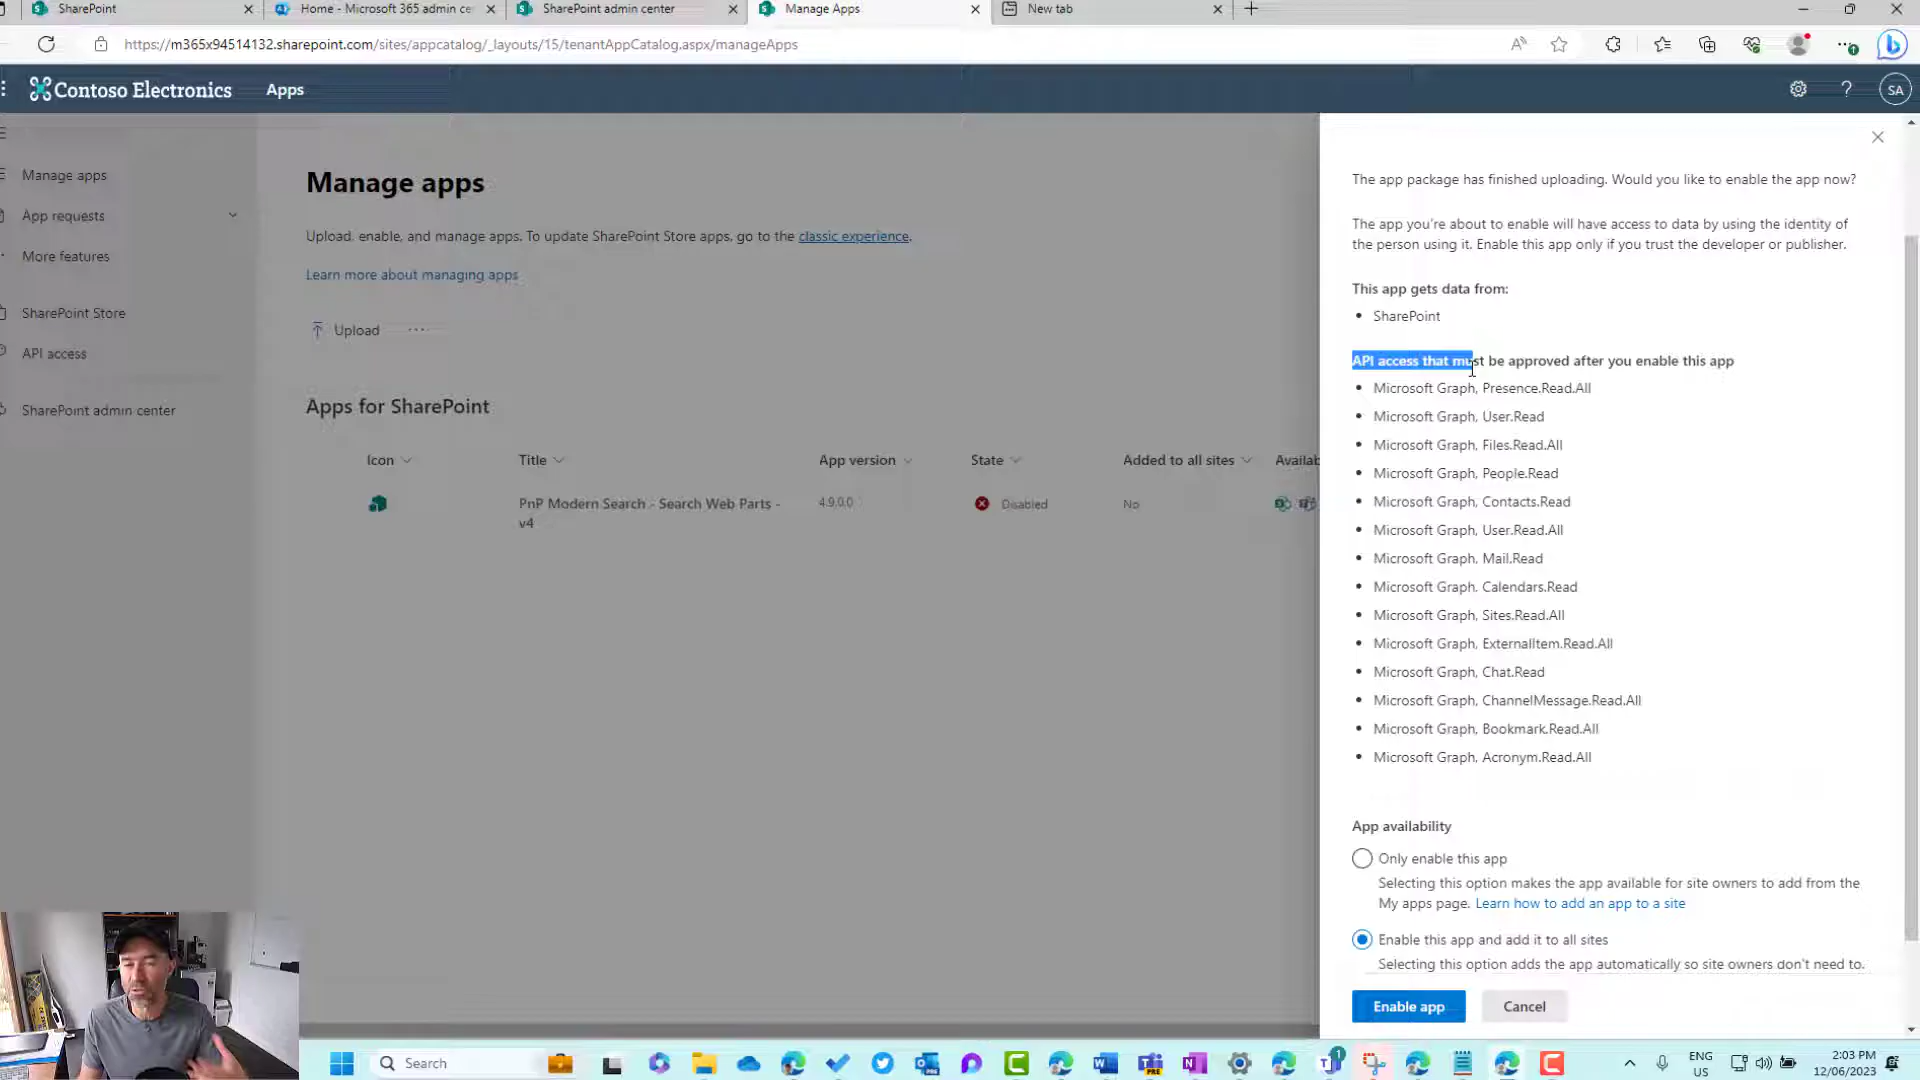 SharePoint
Home - Microsoft 365 admin ce
SharePoint admin center
Manage Apps
New tab
https://m365x94514132.sharepoint.com/sites/appcatalog/_layouts/15/tenantAppCatalog.aspx/manageApps
Contoso Electronics
Apps
SA
Manage apps
App requests
More features
SharePoint Store
API access
SharePoint admin center
Manage apps
Upload, enable, and manage apps. To update SharePoint Store apps, go to the classic experience.
Learn more about managing apps
Upload
Apps for SharePoint
Icon
Title
App version
State
Added to all sites
Availab
PnP Modern Search - Search Web Parts -
v4
4.9.0.0
Disabled
No
The app package has finished uploading. Would you like to enable the app now?
The app you're about to enable will have access to data by using the identity of
the person using it. Enable this app only if you trust the developer or publisher.
This app gets data from:
• SharePoint
API access that must be approved after you enable this app
• Microsoft Graph, Presence.Read.All
• Microsoft Graph, User.Read
• Microsoft Graph, Files.Read.All
• Microsoft Graph, People.Read
• Microsoft Graph, Contacts.Read
• Microsoft Graph, User.Read.All
• Microsoft Graph, Mail.Read
• Microsoft Graph, Calendars.Read
• Microsoft Graph, Sites.Read.All
• Microsoft Graph, ExternalItem.Read.All
• Microsoft Graph, Chat.Read
• Microsoft Graph, ChannelMessage.Read.All
• Microsoft Graph, Bookmark.Read.All
• Microsoft Graph, Acronym.Read.All
App availability
Only enable this app
Selecting this option makes the app available for site owners to add from the
My apps page. Learn how to add an app to a site
Enable this app and add it to all sites
Selecting this option adds the app automatically so site owners don't need to.
Enable app
Cancel
Search
ENG
US
2:03 PM
12/06/2023